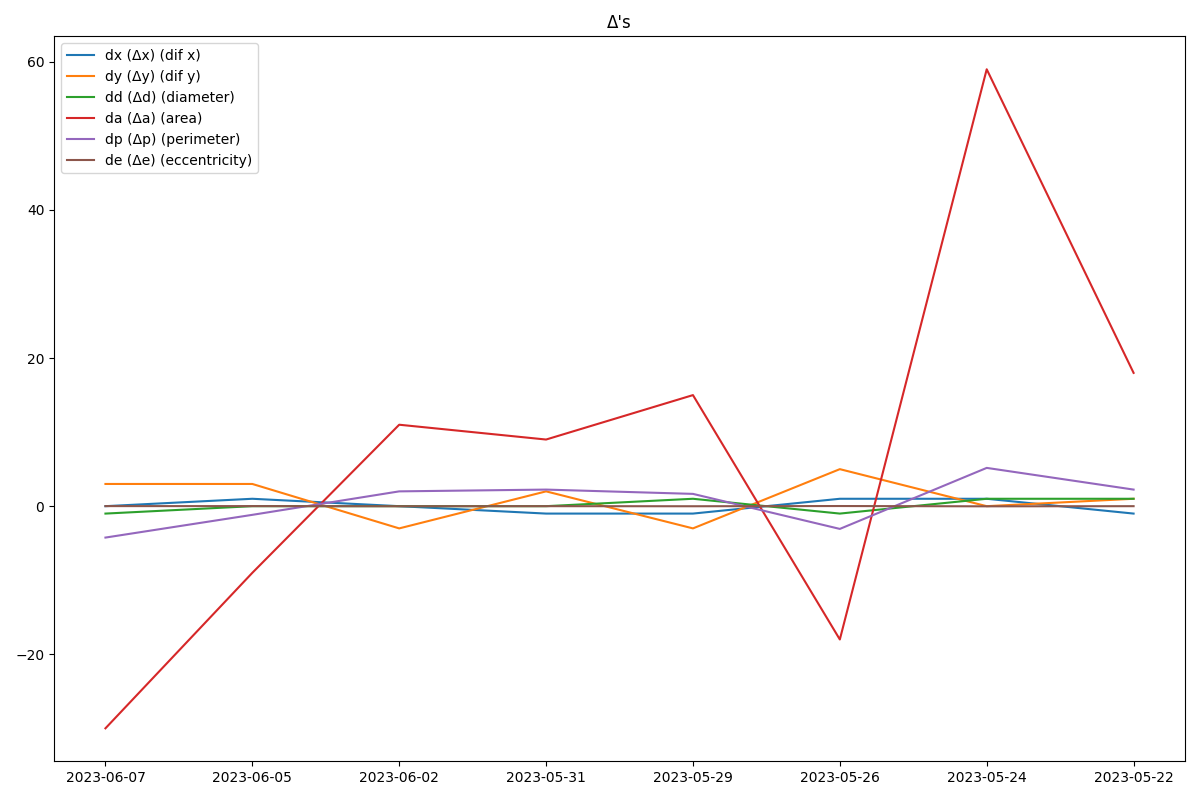 Δ's
dx (Δx) (dif x)
dy (Δy) (dif y)
dd (Δd) (diameter)
da (Δa) (area)
dp (Δp) (perimeter)
de (Δe) (eccentricity)
60
40
20
0
−20
2023-06-07 2023-06-05 2023-06-02 2023-05-31 2023-05-29 2023-05-26 2023-05-24 2023-05-22